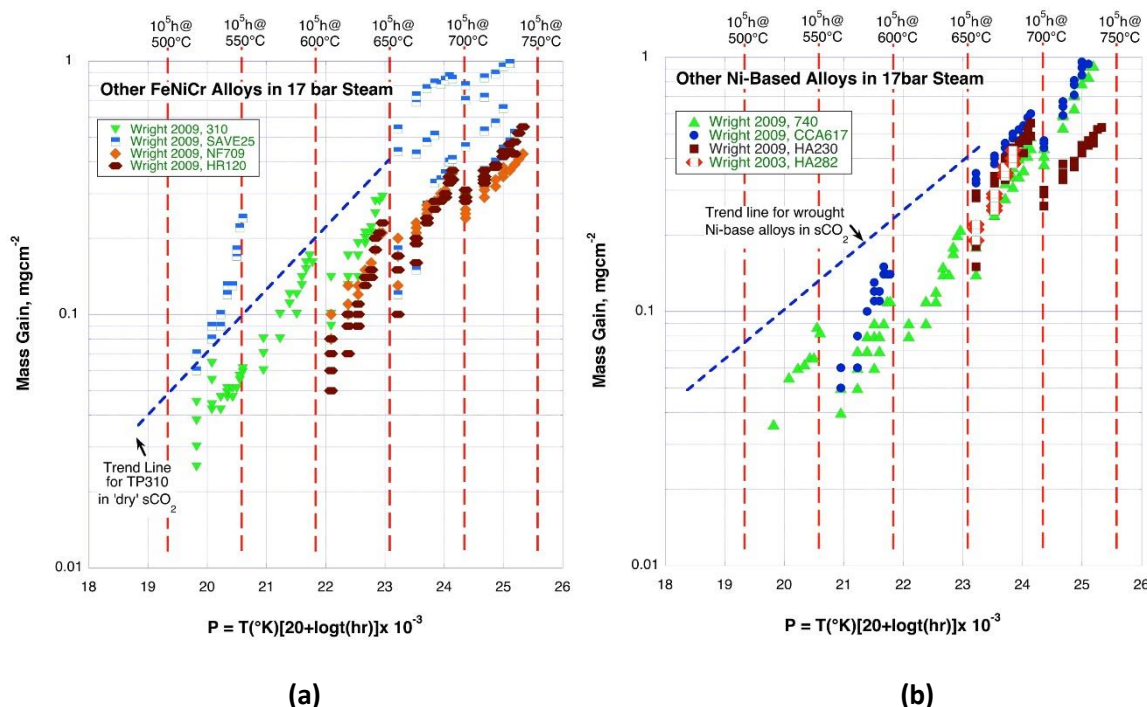 10⁵h@ 10⁵h@ 10⁵h@ 10⁵h@ 10⁵h@ 10⁵h@
500°C 550°C 600°C 650°C 700°C 750°C
1
Other FeNiCr Alloys in 17 bar Steam
Wright 2009, 310
Wright 2009, SAVE25
Wright 2009, NF709
Wright 2009, HR120
Mass Gain, mgcm⁻²
0.1
Trend Line
for TP310
in 'dry' sCO₂
0.01
18 19 20 21 22 23 24 25 26
P = T(°K)[20+logt(hr)]x 10⁻³
(a)
10⁵h@ 10⁵h@ 10⁵h@ 10⁵h@ 10⁵h@ 10⁵h@
500°C 550°C 600°C 650°C 700°C 750°C
1
Other Ni-Based Alloys in 17bar Steam
Wright 2009, 740
Wright 2009, CCA617
Wright 2009, HA230
Wright 2003, HA282
Mass Gain, mgcm⁻²
Trend line for wrought
Ni-base alloys in sCO₂
0.1
0.01
18 19 20 21 22 23 24 25 26
P = T(°K)[20+logt(hr)]x 10⁻³
(b)